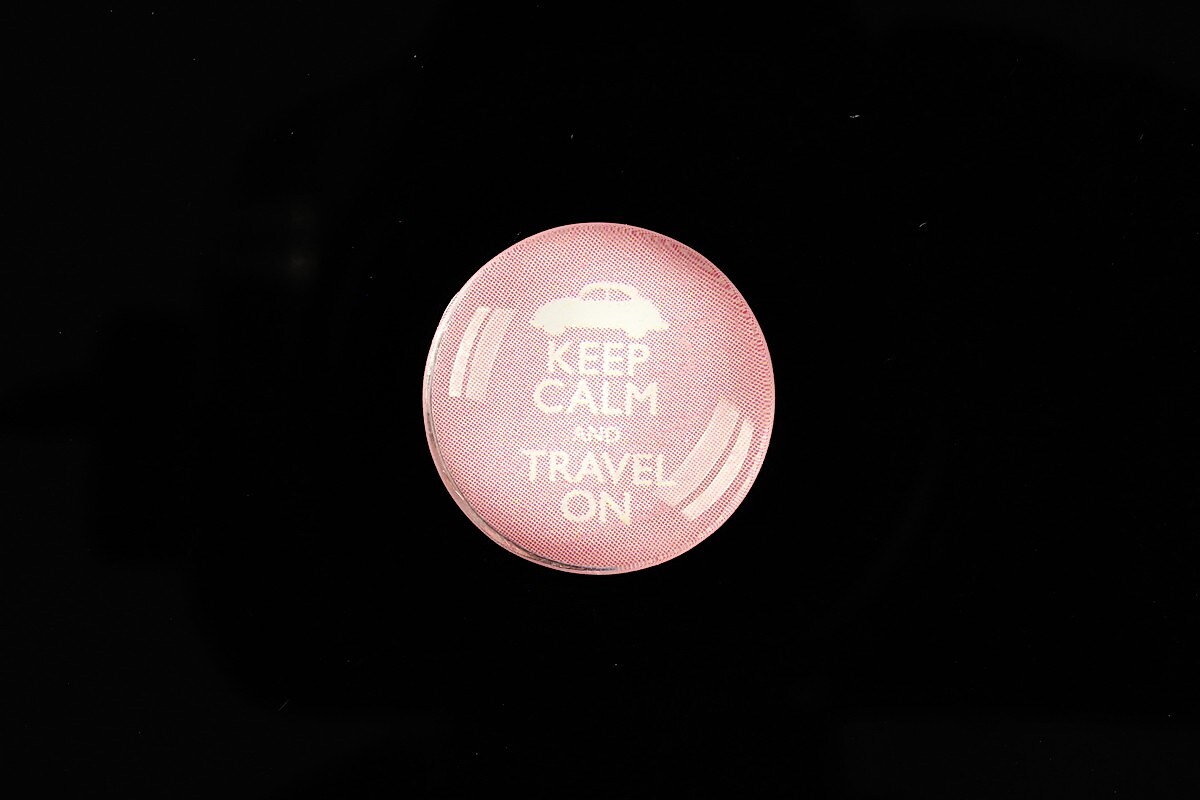 KEEP
CALM
AND
TRAVEL
ON